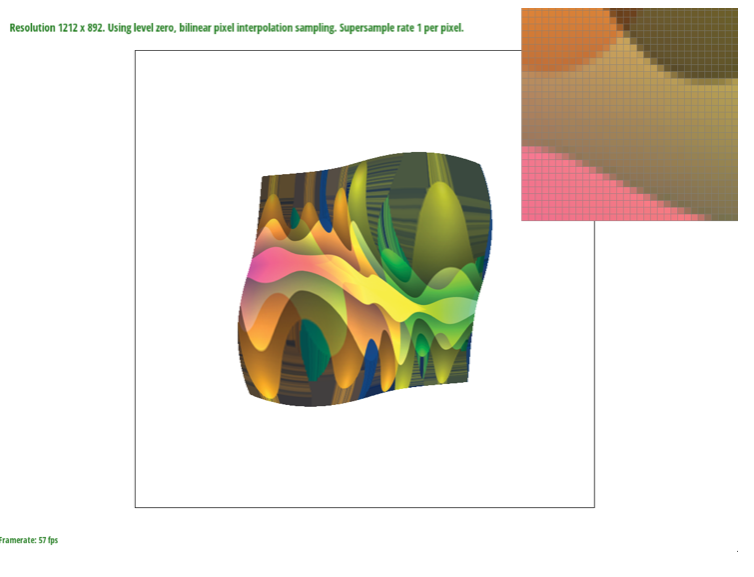 Resolution 1212 x 892. Using level zero, bilinear pixel interpolation sampling. Supersample rate 1 per pixel.
Framerate: 57 fps